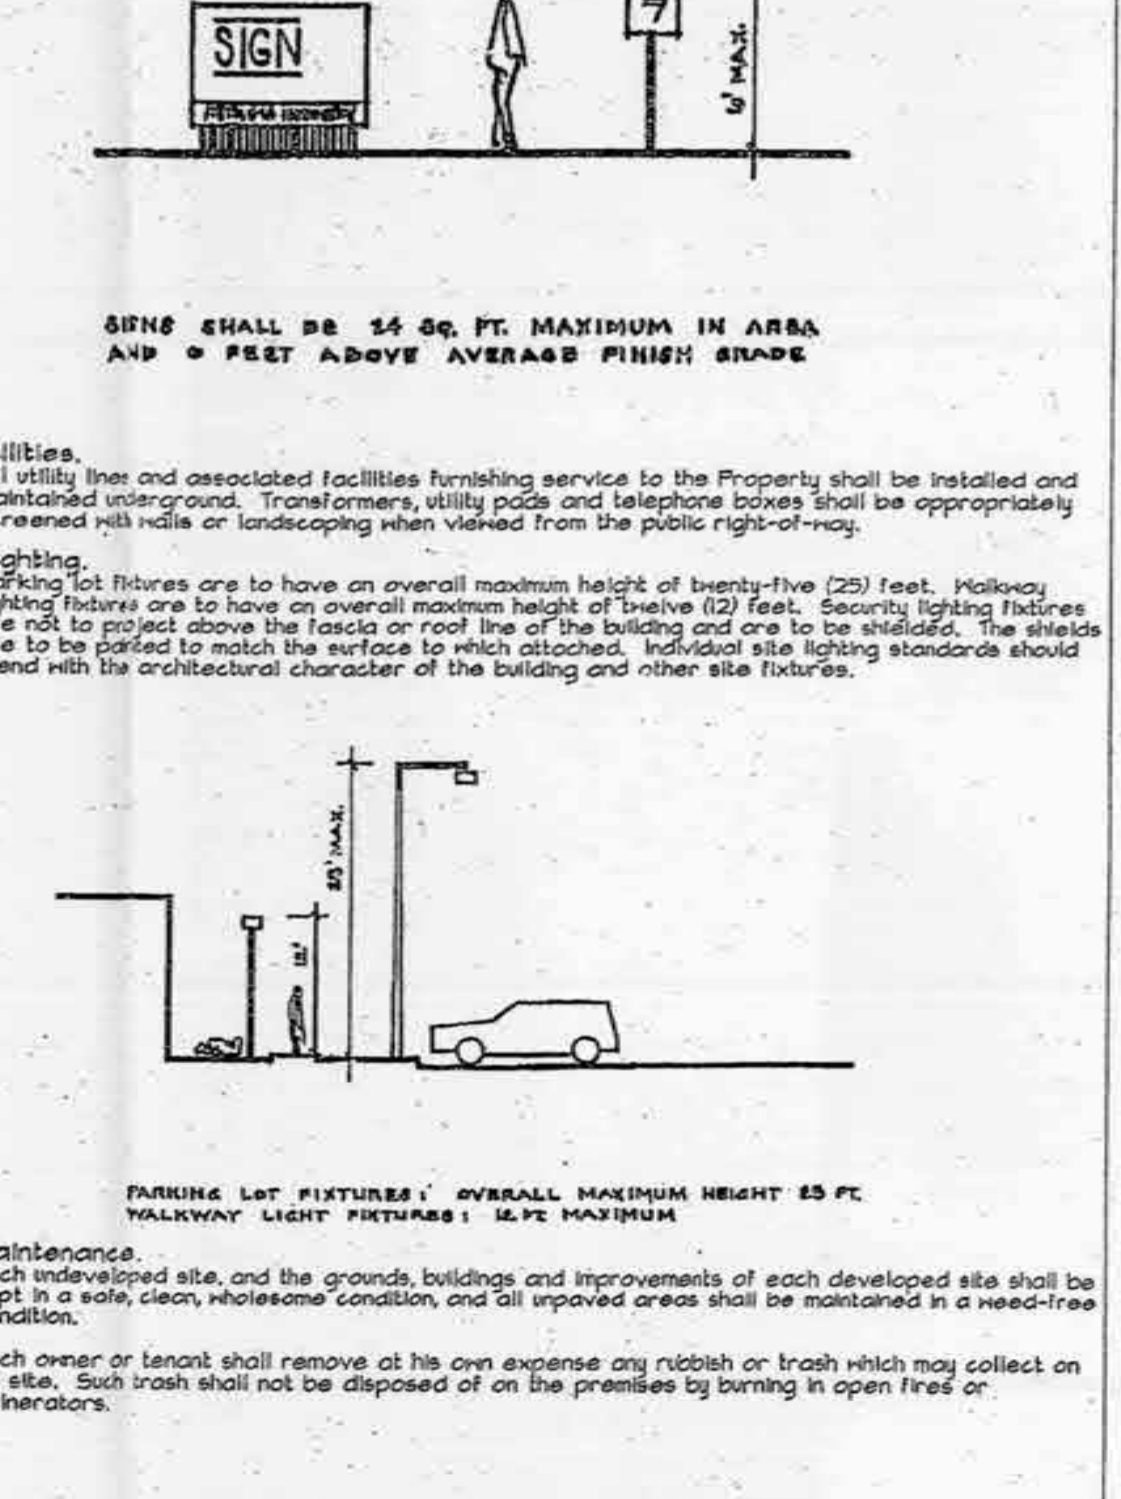 SIGN
7
MAX.
SIGNS SHALL BE 24 SQ. FT. MAXIMUM IN AREA
AND FEET ABOVE AVERAGE FINISH GRADE
ilities.
l utility lines and associated facilities furnishing service to the Property shall be installed and
aintained underground. Transformers, utility pads and telephone boxes shall be appropriately
reened with walls or landscaping when viewed from the public right-of-way.
ghting.
arking lot fixtures are to have an overall maximum height of twenty-five (25) feet. Walkway
hting fixtures are to have an overall maximum height of twelve (12) feet. Security lighting fixtures
e not to project above the fascia or roof line of the building and are to be shielded. The shields
e to be painted to match the surface to which attached. Individual site lighting standards should
end with the architectural character of the building and other site fixtures.
25' MAX.
12'
PARKING LOT FIXTURES: OVERALL MAXIMUM HEIGHT 25 FT.
WALKWAY LIGHT FIXTURES: 12 FT MAXIMUM
aintenance.
ch undeveloped site, and the grounds, buildings and improvements of each developed site shall be
pt in a safe, clean, wholesome condition, and all unpaved areas shall be maintained in a weed-free
ndition.
ch owner or tenant shall remove at his own expense any rubbish or trash which may collect on
site. Such trash shall not be disposed of on the premises by burning in open fires or
inerators.